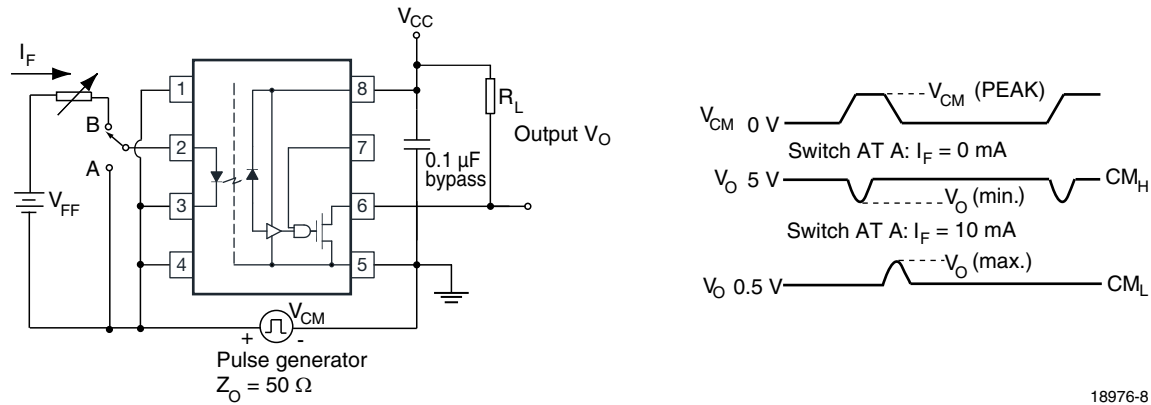 V_CC
I_F
R_L
Output V_O
B
A
V_FF
1
2
3
4
8
7
6
5
0.1 µF
bypass
V_CM
+ -
Pulse generator
Z_O = 50 Ω
V_CM (PEAK)
V_CM 0 V
Switch AT A: I_F = 0 mA
V_O 5 V
CM_H
V_O (min.)
Switch AT A: I_F = 10 mA
V_O (max.)
V_O 0.5 V
CM_L
18976-8